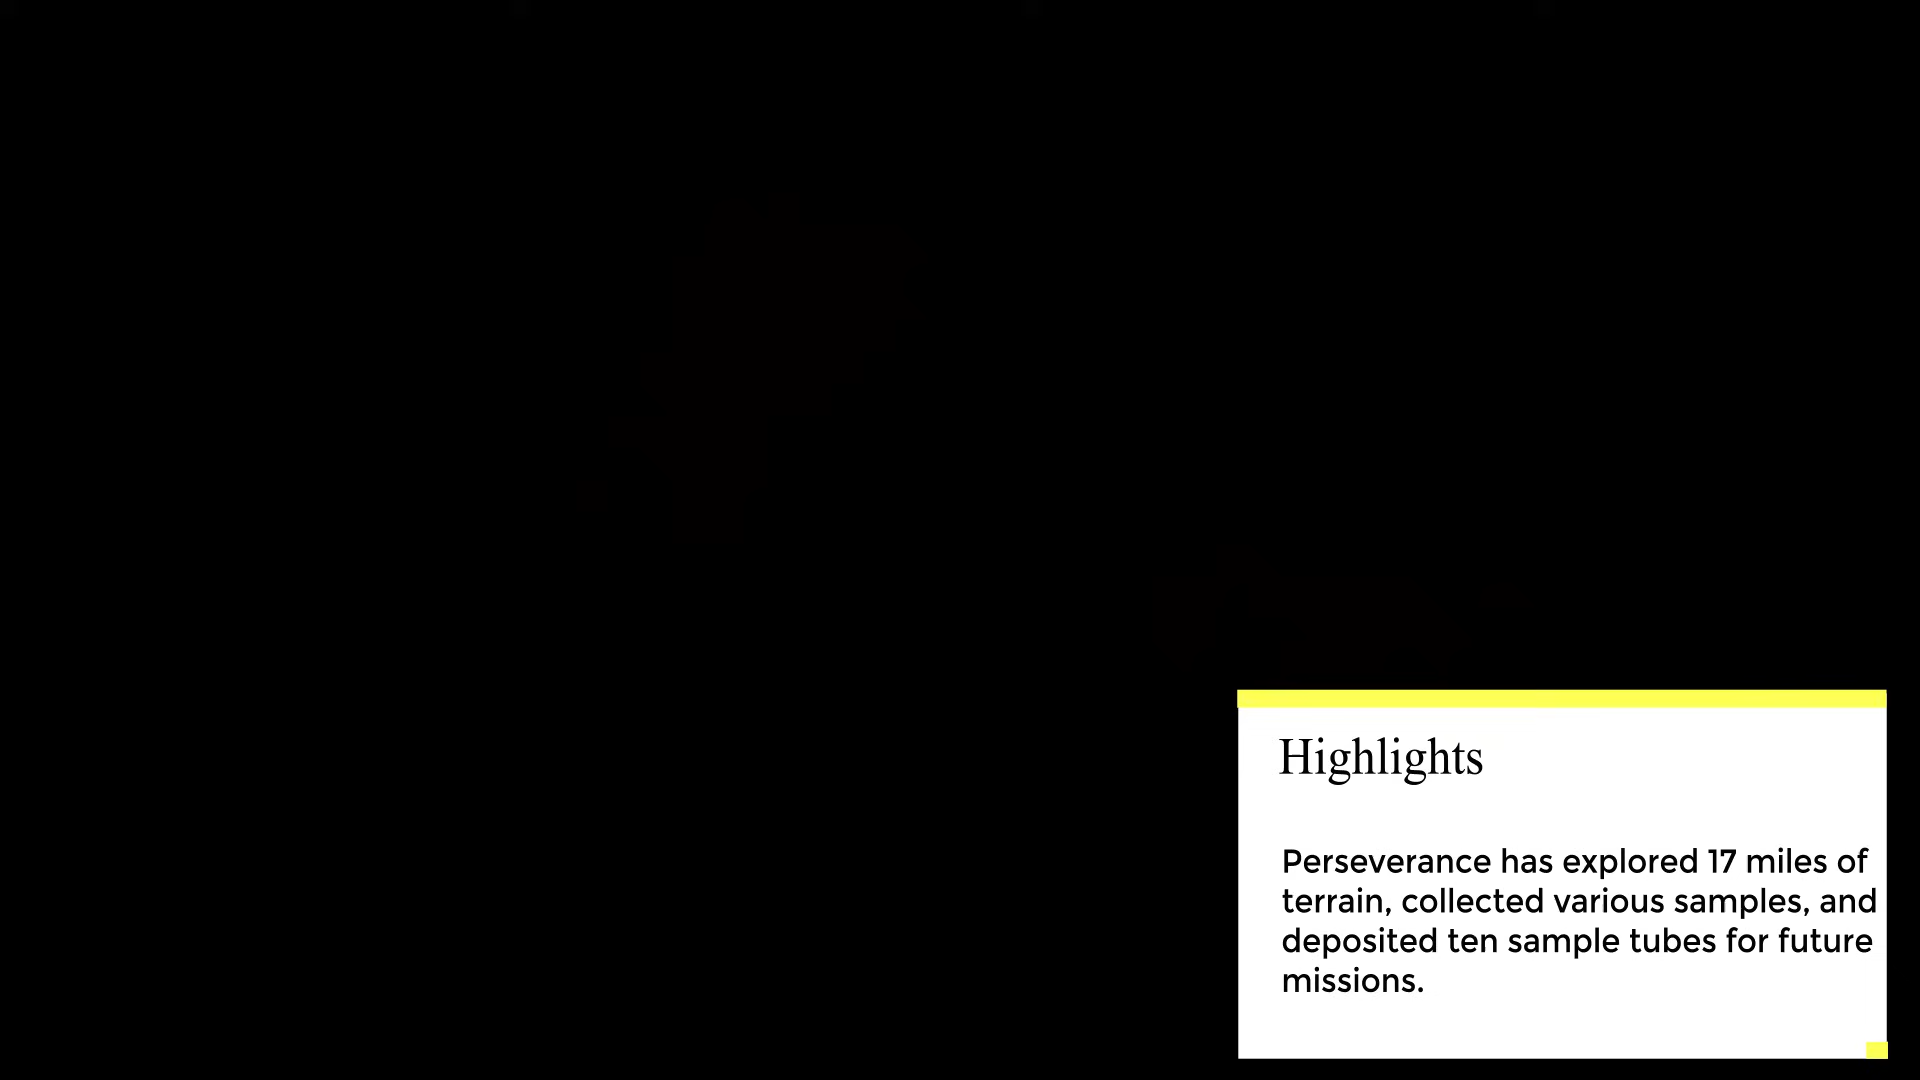 Highlights
Perseverance has explored 17 miles of
terrain, collected various samples, and
deposited ten sample tubes for future
missions.